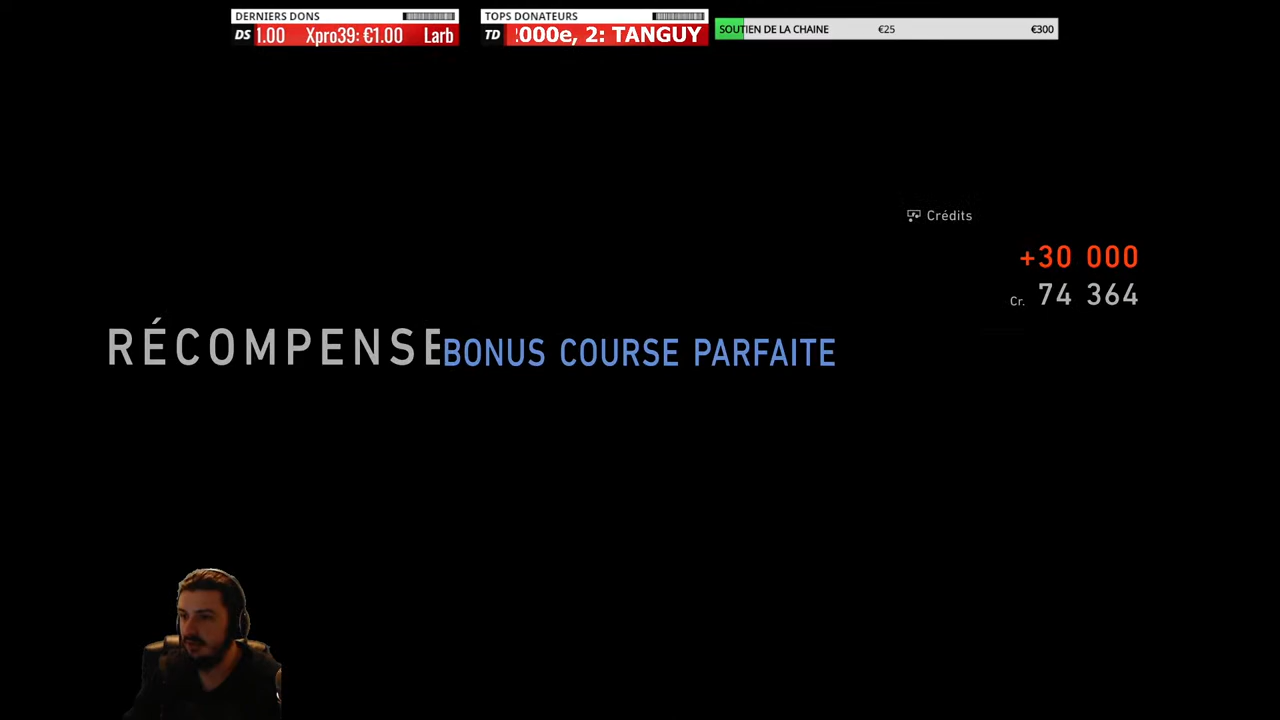 DERNIERS DONS
DS 1.00 Xpro39: €1.00 Larb
TOPS DONATEURS
TD 000e, 2: TANGUY
SOUTIEN DE LA CHAINE €25 €300
Crédits
+30 000
Cr. 74 364
RÉCOMPENSE BONUS COURSE PARFAITE